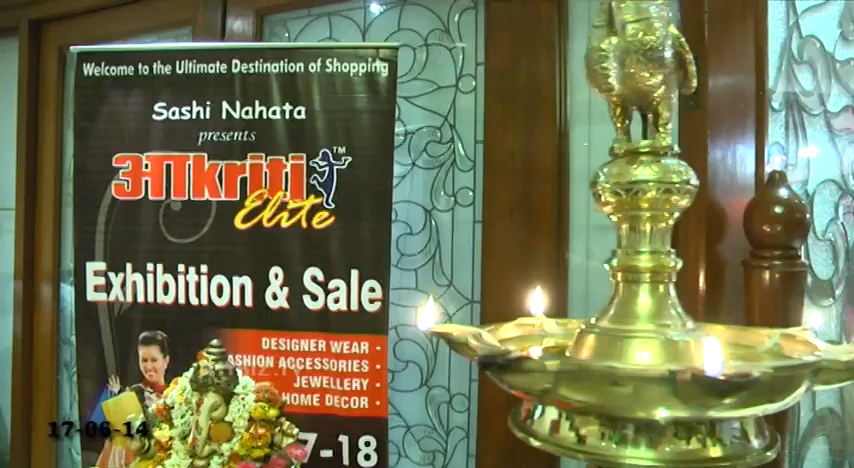 Welcome to the Ultimate Destination of Shopping
Sashi Nahata
presents
आkriti TM
Elite
Exhibition & Sale
DESIGNER WEAR •
FASHION ACCESSORIES •
JEWELLERY •
HOME DECOR •
7-18
17-06-14